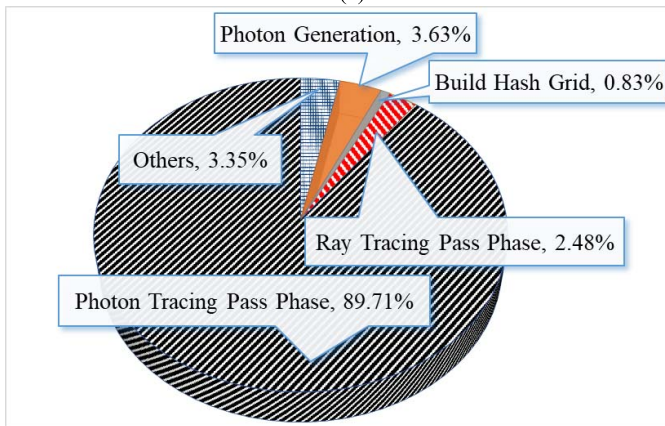 Photon Generation, 3.63%
Build Hash Grid, 0.83%
Others, 3.35%
Ray Tracing Pass Phase, 2.48%
Photon Tracing Pass Phase, 89.71%